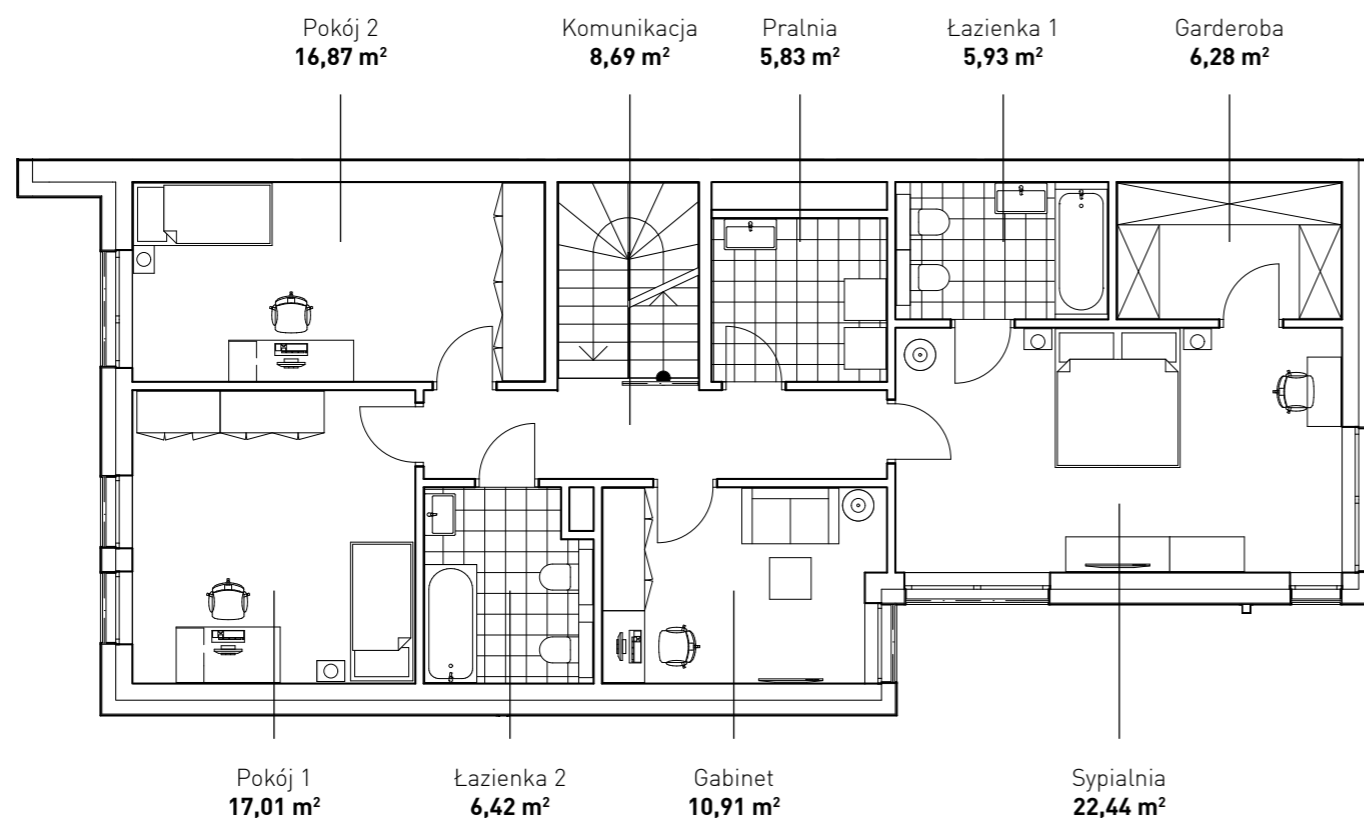 Pokój 2
16,87 m²
Komunikacja
8,69 m²
Pralnia
5,83 m²
Łazienka 1
5,93 m²
Garderoba
6,28 m²
Pokój 1
17,01 m²
Łazienka 2
6,42 m²
Gabinet
10,91 m²
Sypialnia
22,44 m²